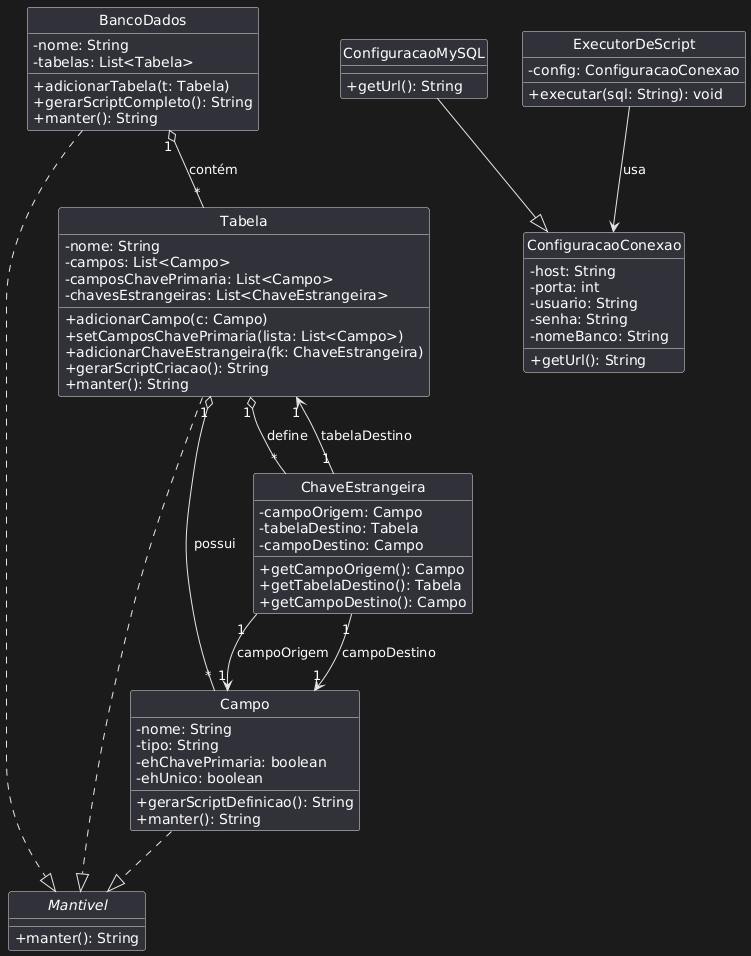 BancoDados
-nome: String
-tabelas: List<Tabela>
+adicionarTabela(t: Tabela)
+gerarScriptCompleto(): String
+manter(): String
ConfiguracaoMySQL
+getUrl(): String
ExecutorDeScript
-config: ConfiguracaoConexao
+executar(sql: String): void
1
contém
*
usa
Tabela
-nome: String
-campos: List<Campo>
-camposChavePrimaria: List<Campo>
-chavesEstrangeiras: List<ChaveEstrangeira>
+adicionarCampo(c: Campo)
+setCamposChavePrimaria(lista: List<Campo>)
+adicionarChaveEstrangeira(fk: ChaveEstrangeira)
+gerarScriptCriacao(): String
+manter(): String
ConfiguracaoConexao
-host: String
-porta: int
-usuario: String
-senha: String
-nomeBanco: String
+getUrl(): String
1
1
1
define
tabelaDestino
*
1
ChaveEstrangeira
-campoOrigem: Campo
-tabelaDestino: Tabela
-campoDestino: Campo
+getCampoOrigem(): Campo
+getTabelaDestino(): Tabela
+getCampoDestino(): Campo
possui
1
1
campoOrigem
campoDestino
*
1
1
Campo
-nome: String
-tipo: String
-ehChavePrimaria: boolean
-ehUnico: boolean
+gerarScriptDefinicao(): String
+manter(): String
Mantivel
+manter(): String